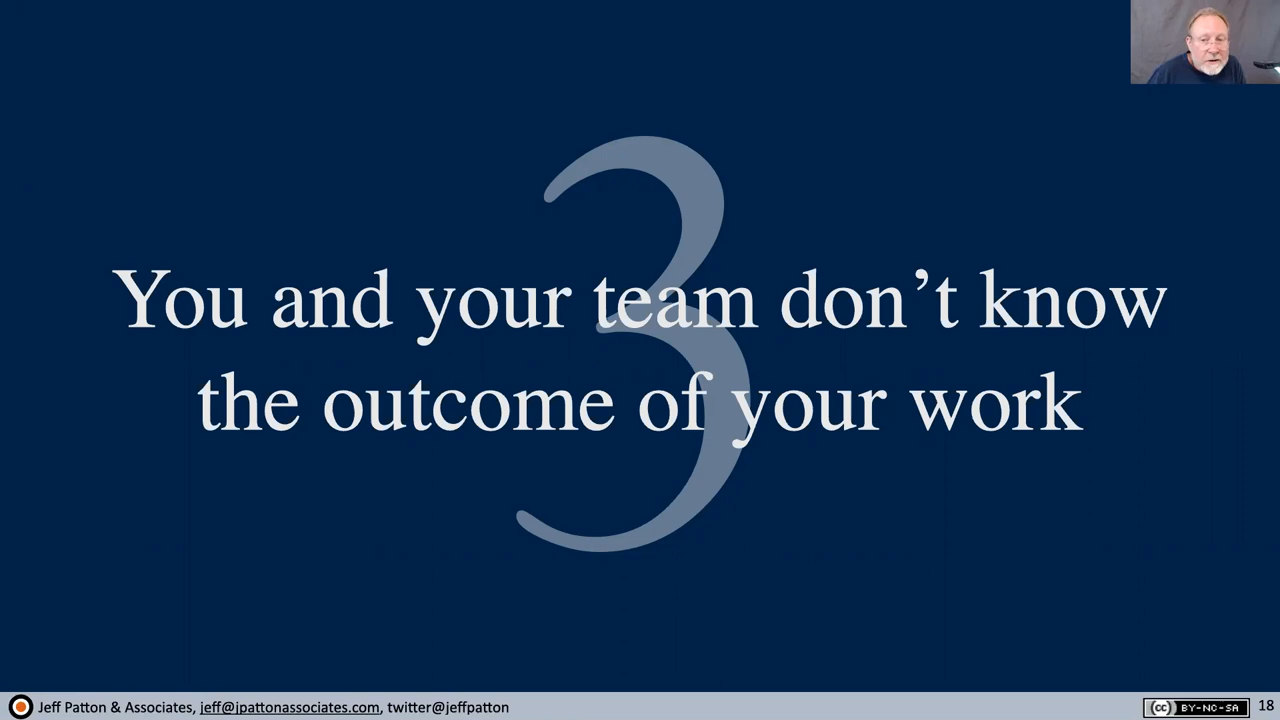 3
You and your team don’t know
the outcome of your work
Jeff Patton & Associates, jeff@jpattonassociates.com, twitter@jeffpatton
cc BY-NC-SA 18